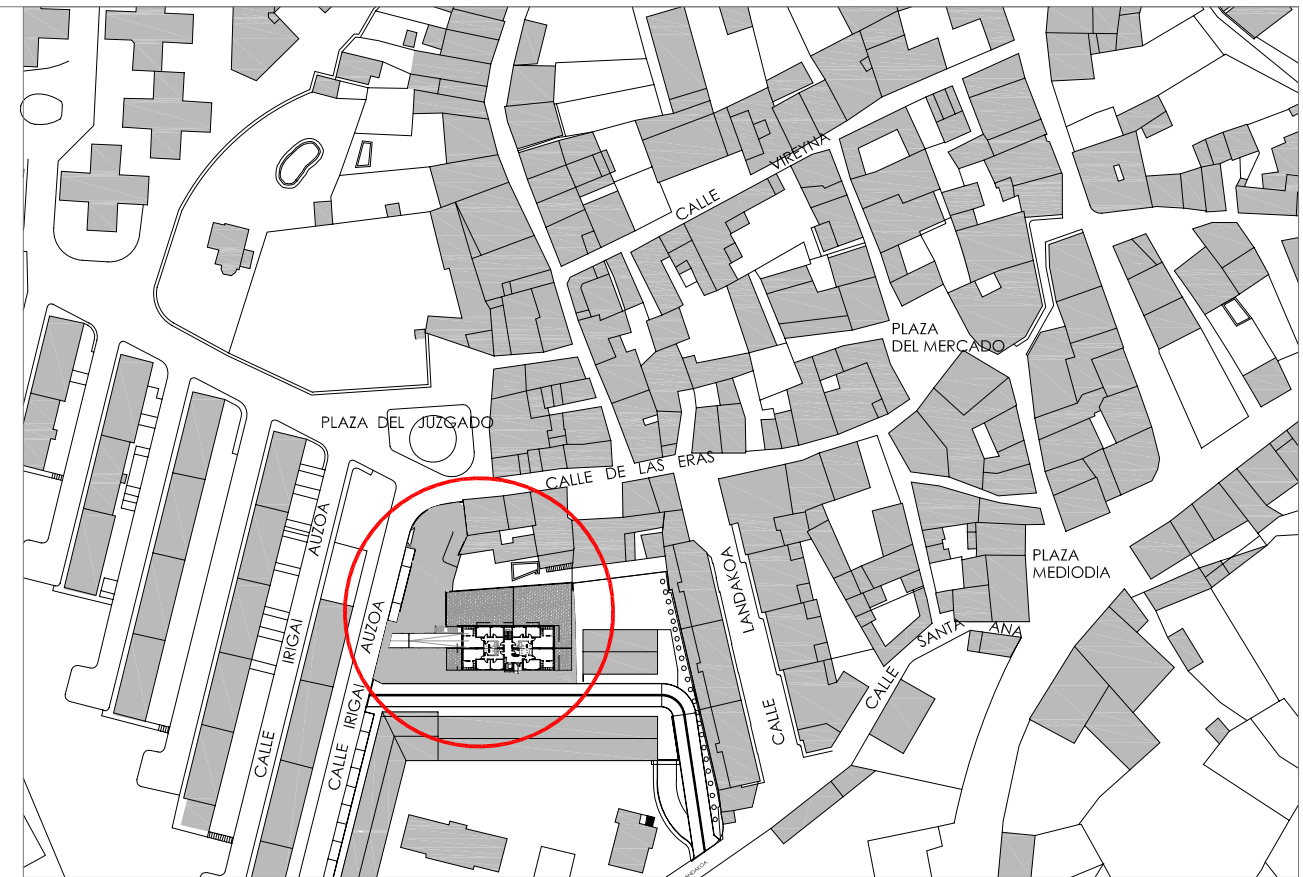 CALLE VIREYNA
PLAZA
DEL MERCADO
PLAZA DEL JUZGADO
CALLE DE LAS ERAS
AUZOA
IRIGAI
CALLE
AUZOA
IRIGAI
CALLE
LANDAKOA
CALLE
PLAZA
MEDIODIA
CALLE SANTA ANA